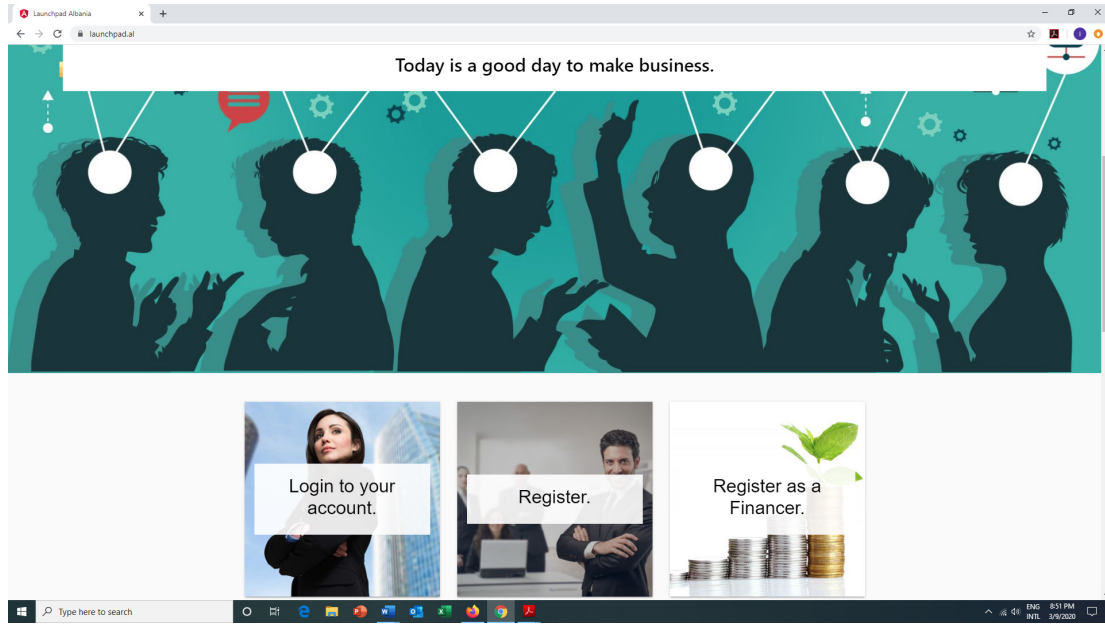 Launchpad Albania
launchpad.al
Today is a good day to make business.
Login to your
account.
Register.
Register as a
Financer.
Type here to search
ENG
INTL
8:51 PM
3/9/2020